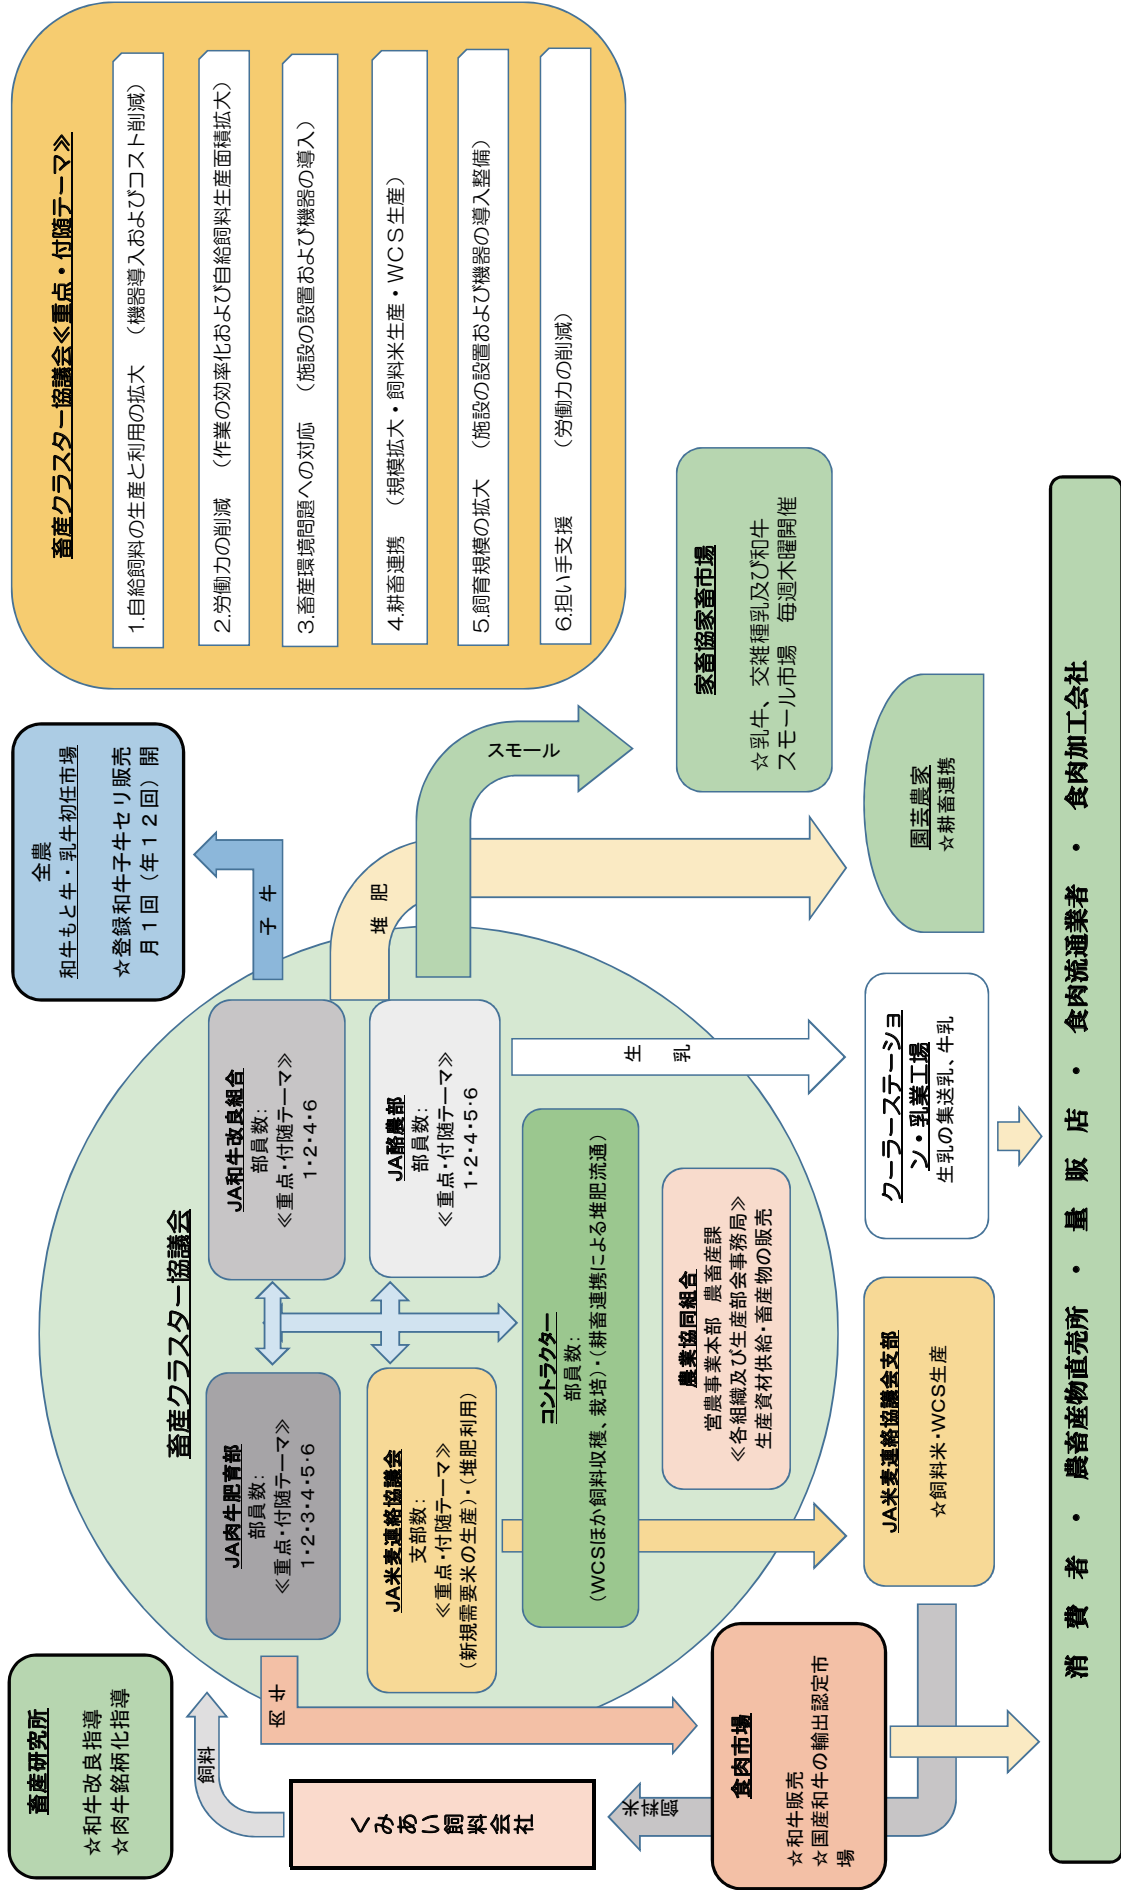 畜産研究所
☆和牛改良指導
☆肉牛銘柄化指導
飼料
くみあい飼料会社
飼料米
畜産クラスター協議会
JA肉牛肥育部
部員数:
≪重点・付随テーマ≫
1・2・3・4・5・6
JA和牛改良組合
部員数:
≪重点・付随テーマ≫
1・2・4・6
JA米麦連絡協議会
支部数:
≪重点・付随テーマ≫
(新規需要米の生産)・(堆肥利用)
JA酪農部
部員数:
≪重点・付随テーマ≫
1・2・4・5・6
コントラクター
部員数:
(WCSほか飼料収穫、栽培)・(耕畜連携による堆肥流通)
農業協同組合
営農事業本部　農畜産課
≪各組織及び生産部会事務局≫
生産資材供給・畜産物の販売
肉牛
子牛
堆肥
スモール
生乳
全農
和牛もと牛・乳牛初任市場
☆登録和牛子牛セリ販売
月１回（年１２回）開
畜産クラスター協議会≪重点・付随テーマ≫
1.自給飼料の生産と利用の拡大　（機器導入およびコスト削減）
2.労働力の削減　（作業の効率化および自給飼料生産面積拡大）
3.畜産環境問題への対応　（施設の設置および機器の導入）
4.耕畜連携　（規模拡大・飼料米生産・WCS生産）
5.飼育規模の拡大　（施設の設置および機器の導入整備）
6.担い手支援　　（労働力の削減）
食肉市場
☆和牛販売
☆国産和牛の輸出認定市
場
JA米麦連絡協議会支部
☆飼料米・WCS生産
クーラーステーショ
ン・乳業工場
生乳の集送乳、牛乳
園芸農家
☆耕畜連携
家畜協家畜市場
☆乳牛、交雑種乳及び和牛
スモール市場　毎週木曜開催
消　費　者　・　農畜産物直売所　・　量　販　店　・　食肉流通業者　・　食肉加工会社